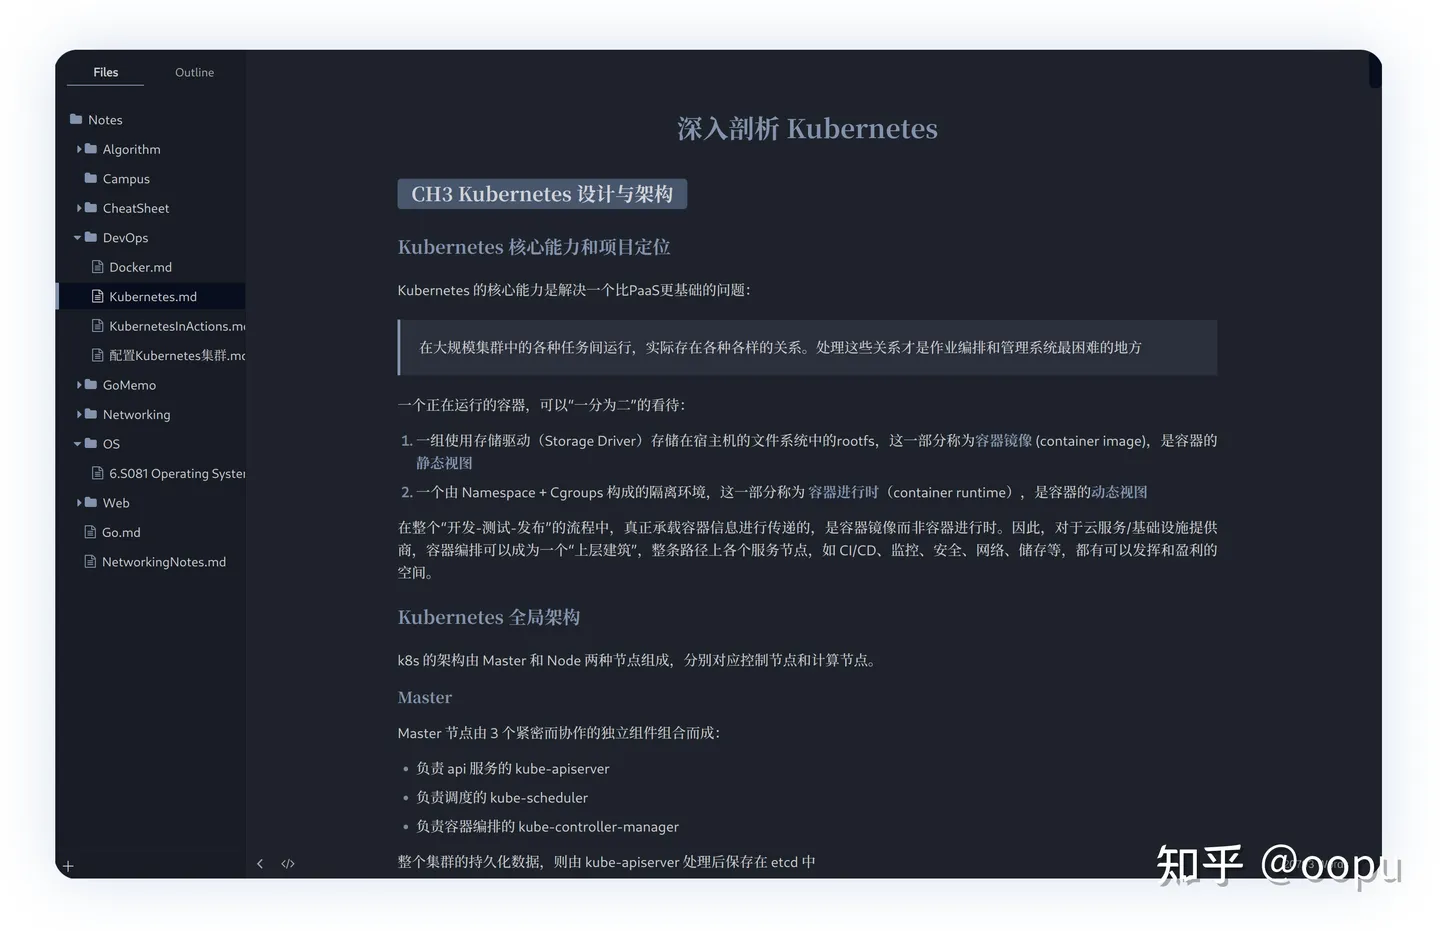 Files
Outline
Notes
Algorithm
Campus
CheatSheet
DevOps
Docker.md
Kubernetes.md
KubernetesInActions.m
配置Kubernetes集群.m
GoMemo
Networking
OS
6.S081 Operating Syste
Web
Go.md
NetworkingNotes.md
深入剖析 Kubernetes
CH3 Kubernetes 设计与架构
Kubernetes 核心能力和项目定位
Kubernetes 的核心能力是解决一个比PaaS更基础的问题：
在大规模集群中的各种任务间运行，实际存在各种各样的关系。处理这些关系才是作业编排和管理系统最困难的地方
一个正在运行的容器，可以“一分为二”的看待：
1. 一组使用存储驱动（Storage Driver）存储在宿主机的文件系统中的rootfs，这一部分称为容器镜像 (container image)，是容器的
静态视图
2. 一个由 Namespace + Cgroups 构成的隔离环境，这一部分称为 容器进行时（container runtime），是容器的动态视图
在整个“开发-测试-发布”的流程中，真正承载容器信息进行传递的，是容器镜像而非容器进行时。因此，对于云服务/基础设施提供
商，容器编排可以成为一个“上层建筑”，整条路径上各个服务节点，如 CI/CD、监控、安全、网络、储存等，都有可以发挥和盈利的
空间。
Kubernetes 全局架构
k8s 的架构由 Master 和 Node 两种节点组成，分别对应控制节点和计算节点。
Master
Master 节点由 3 个紧密而协作的独立组件组合而成：
• 负责 api 服务的 kube-apiserver
• 负责调度的 kube-scheduler
• 负责容器编排的 kube-controller-manager
整个集群的持久化数据，则由 kube-apiserver 处理后保存在 etcd 中
+
< </>
知乎 @oopu